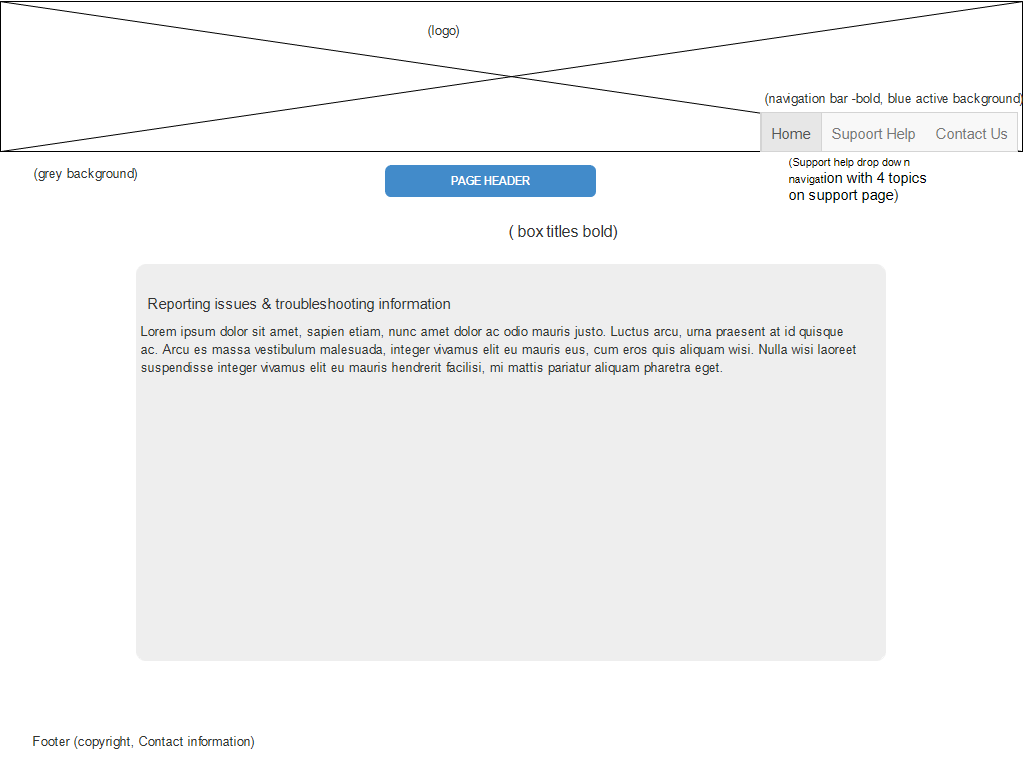 (logo)
(navigation bar -bold, blue active background)
Home Supoort Help Contact Us
(grey background)
PAGE HEADER
(Support help drop down
navigation with 4 topics
on support page)
( box titles bold)
Reporting issues & troubleshooting information
Lorem ipsum dolor sit amet, sapien etiam, nunc amet dolor ac odio mauris justo. Luctus arcu, urna praesent at id quisque
ac. Arcu es massa vestibulum malesuada, integer vivamus elit eu mauris eus, cum eros quis aliquam wisi. Nulla wisi laoreet
suspendisse integer vivamus elit eu mauris hendrerit facilisi, mi mattis pariatur aliquam pharetra eget.
Footer (copyright, Contact information)